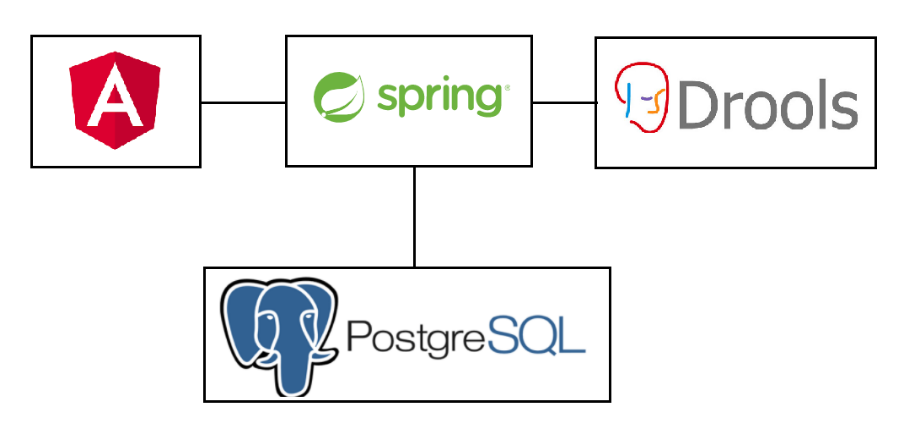 A
spring
Drools
PostgreSQL